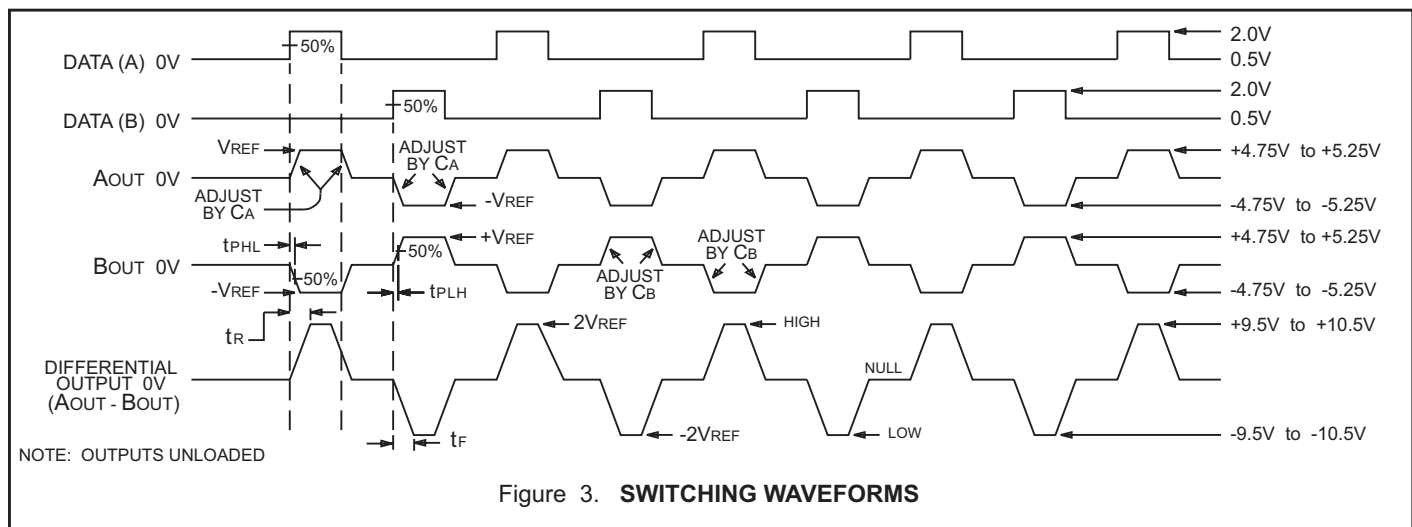 50%
2.0V
DATA (A) 0V
0.5V
50%
2.0V
DATA (B) 0V
0.5V
VREF
ADJUST
BY CA
+4.75V to +5.25V
AOUT 0V
ADJUST
BY CA
-VREF
-4.75V to -5.25V
tPHL
+VREF
50%
ADJUST
BY CB
+4.75V to +5.25V
BOUT 0V
50%
ADJUST
BY CB
-VREF
tPLH
-4.75V to -5.25V
tR
2VREF
HIGH
+9.5V to +10.5V
DIFFERENTIAL
OUTPUT 0V
(AOUT - BOUT)
NULL
tF
-2VREF
LOW
-9.5V to -10.5V
NOTE: OUTPUTS UNLOADED
Figure 3. SWITCHING WAVEFORMS